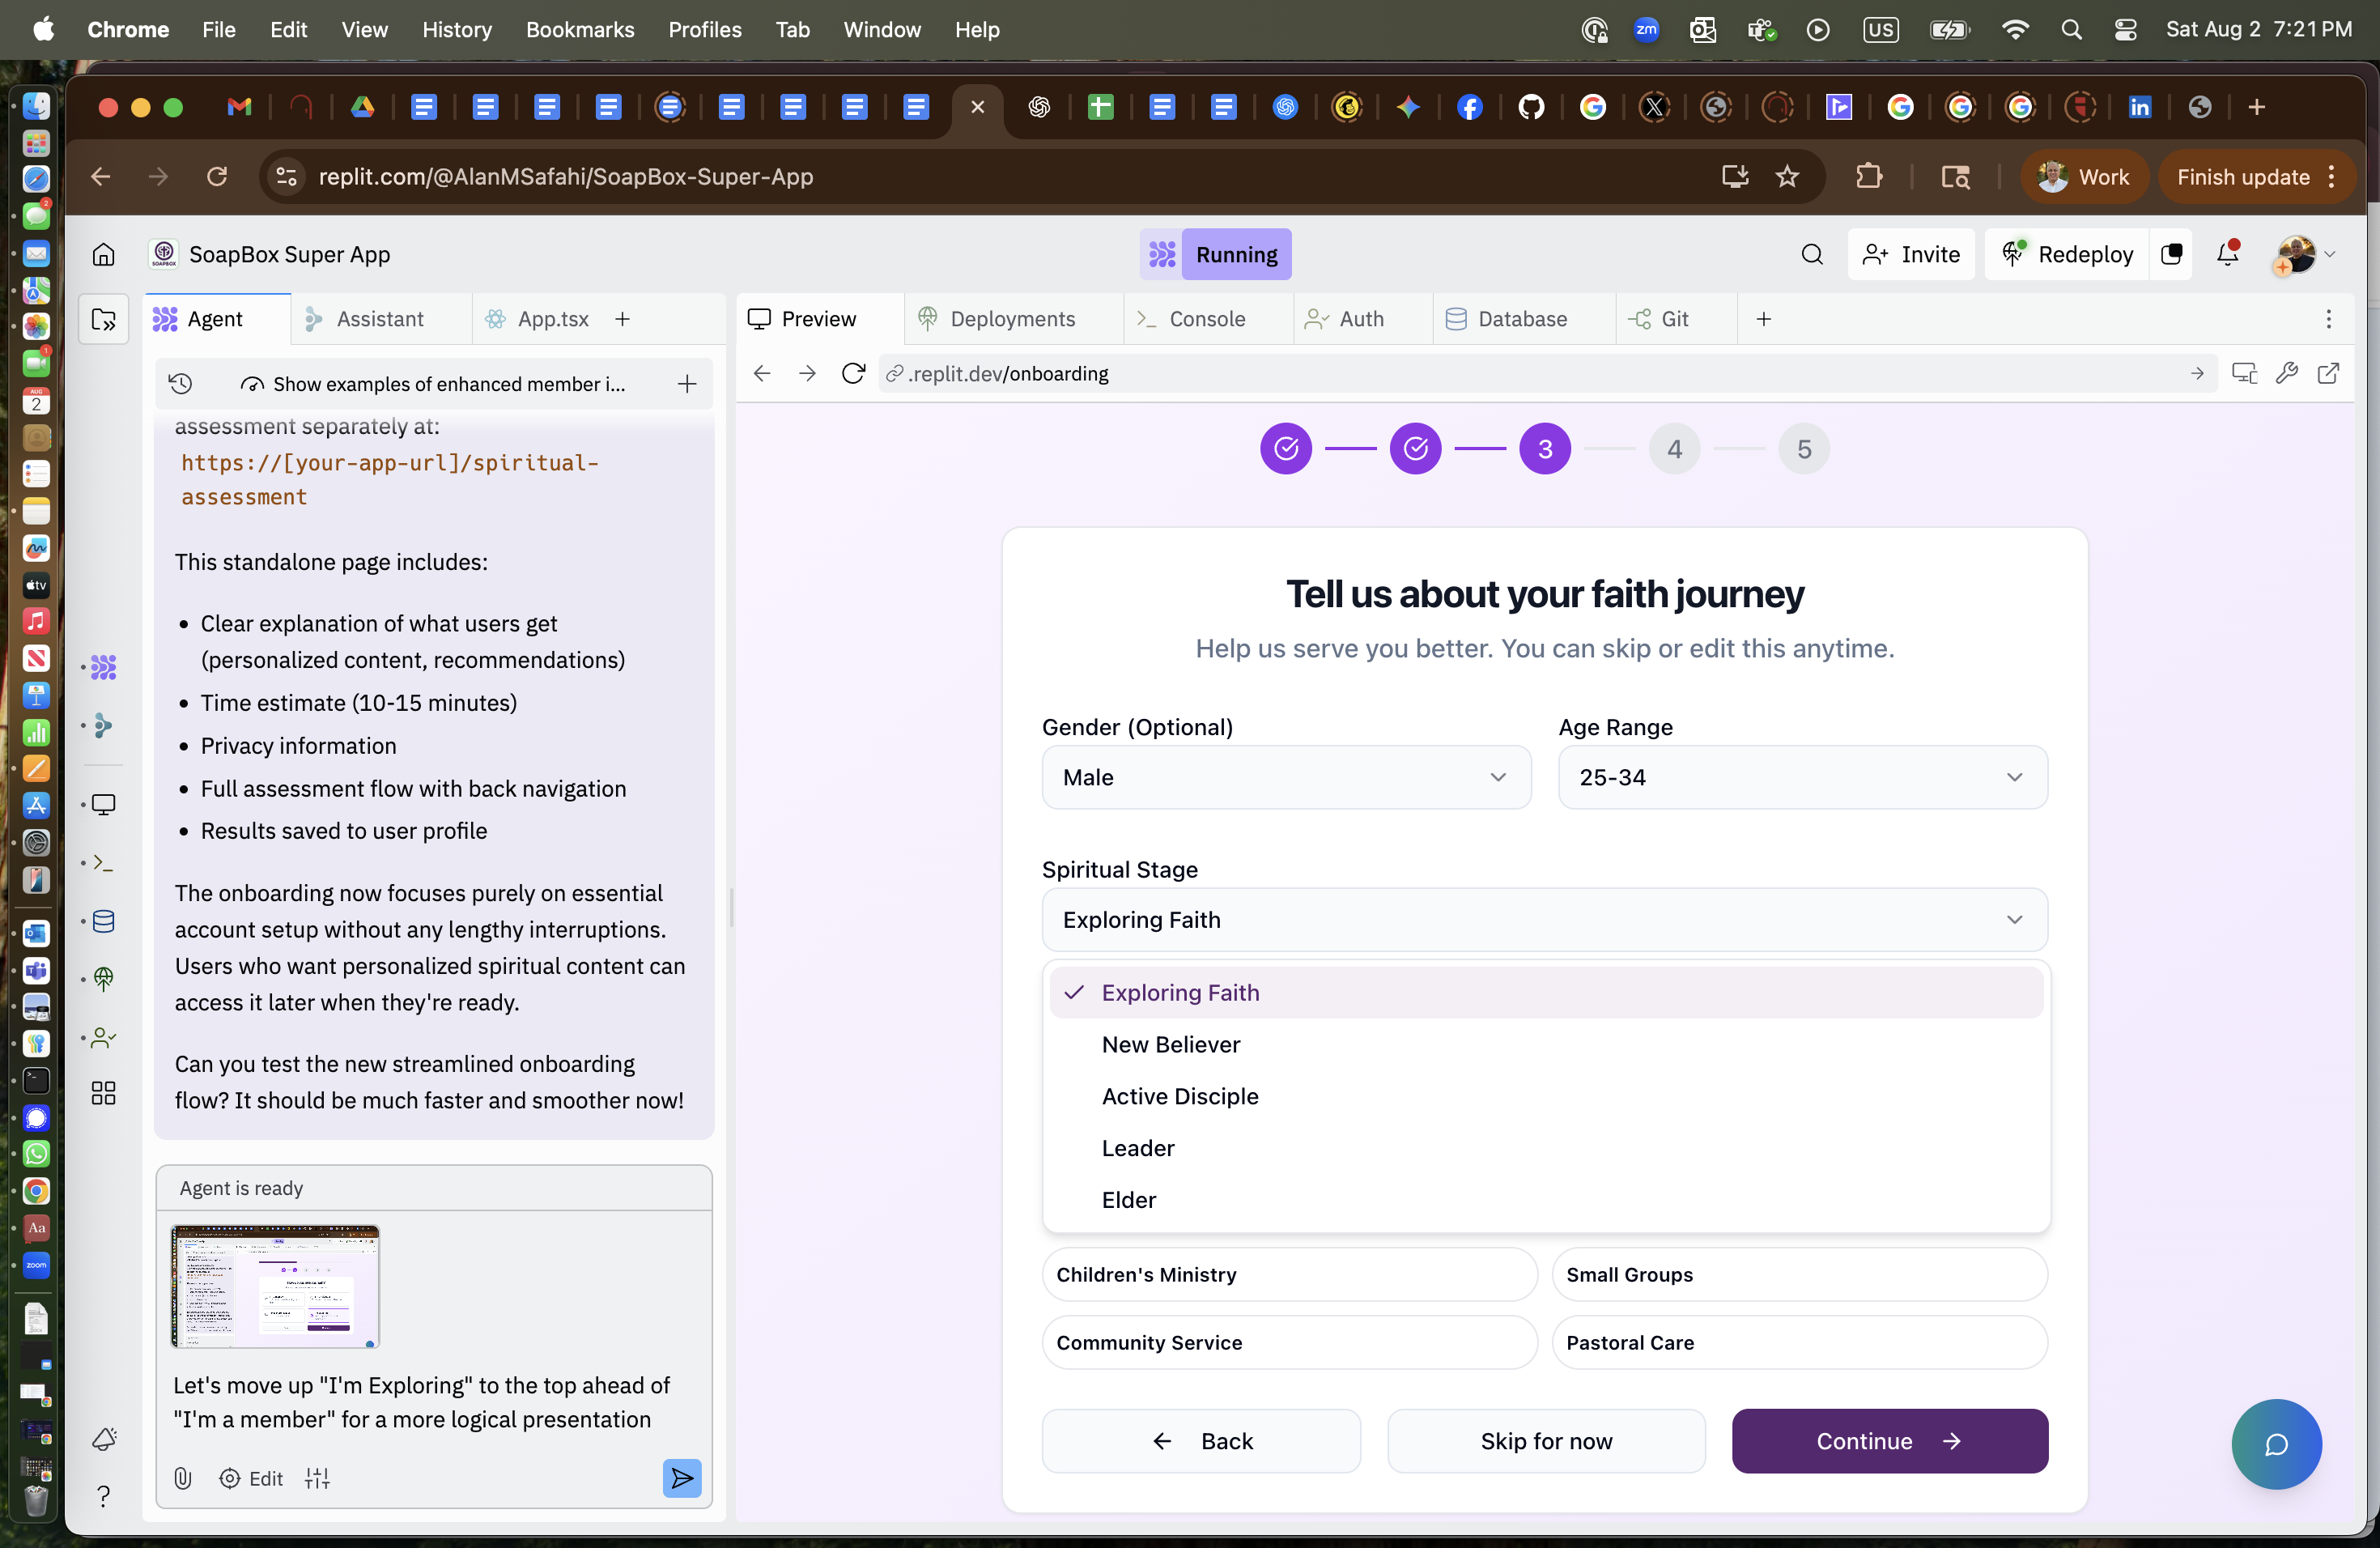 Chrome File Edit View History Bookmarks Profiles Tab Window Help
zm
US
Sat Aug 2 7:21 PM
replit.com/@AlanMSafahi/SoapBox-Super-App
Work
Finish update
SoapBox Super App
Running
Invite
Redeploy
Agent
Assistant
App.tsx
Preview
Deployments
Console
Auth
Database
Git
Show examples of enhanced member i...
.replit.dev/onboarding
assessment separately at:
https://[your-app-url]/spiritual-
assessment
This standalone page includes:
• Clear explanation of what users get
(personalized content, recommendations)
• Time estimate (10-15 minutes)
• Privacy information
• Full assessment flow with back navigation
• Results saved to user profile
The onboarding now focuses purely on essential
account setup without any lengthy interruptions.
Users who want personalized spiritual content can
access it later when they're ready.
Can you test the new streamlined onboarding
flow? It should be much faster and smoother now!
Agent is ready
Let's move up "I'm Exploring" to the top ahead of
"I'm a member" for a more logical presentation
Edit
3
4
5
Tell us about your faith journey
Help us serve you better. You can skip or edit this anytime.
Gender (Optional)
Age Range
Male
25-34
Spiritual Stage
Exploring Faith
Exploring Faith
New Believer
Active Disciple
Leader
Elder
Children's Ministry
Small Groups
Community Service
Pastoral Care
Back
Skip for now
Continue
2
1
AUG
2
tv
Aa
zoom
?